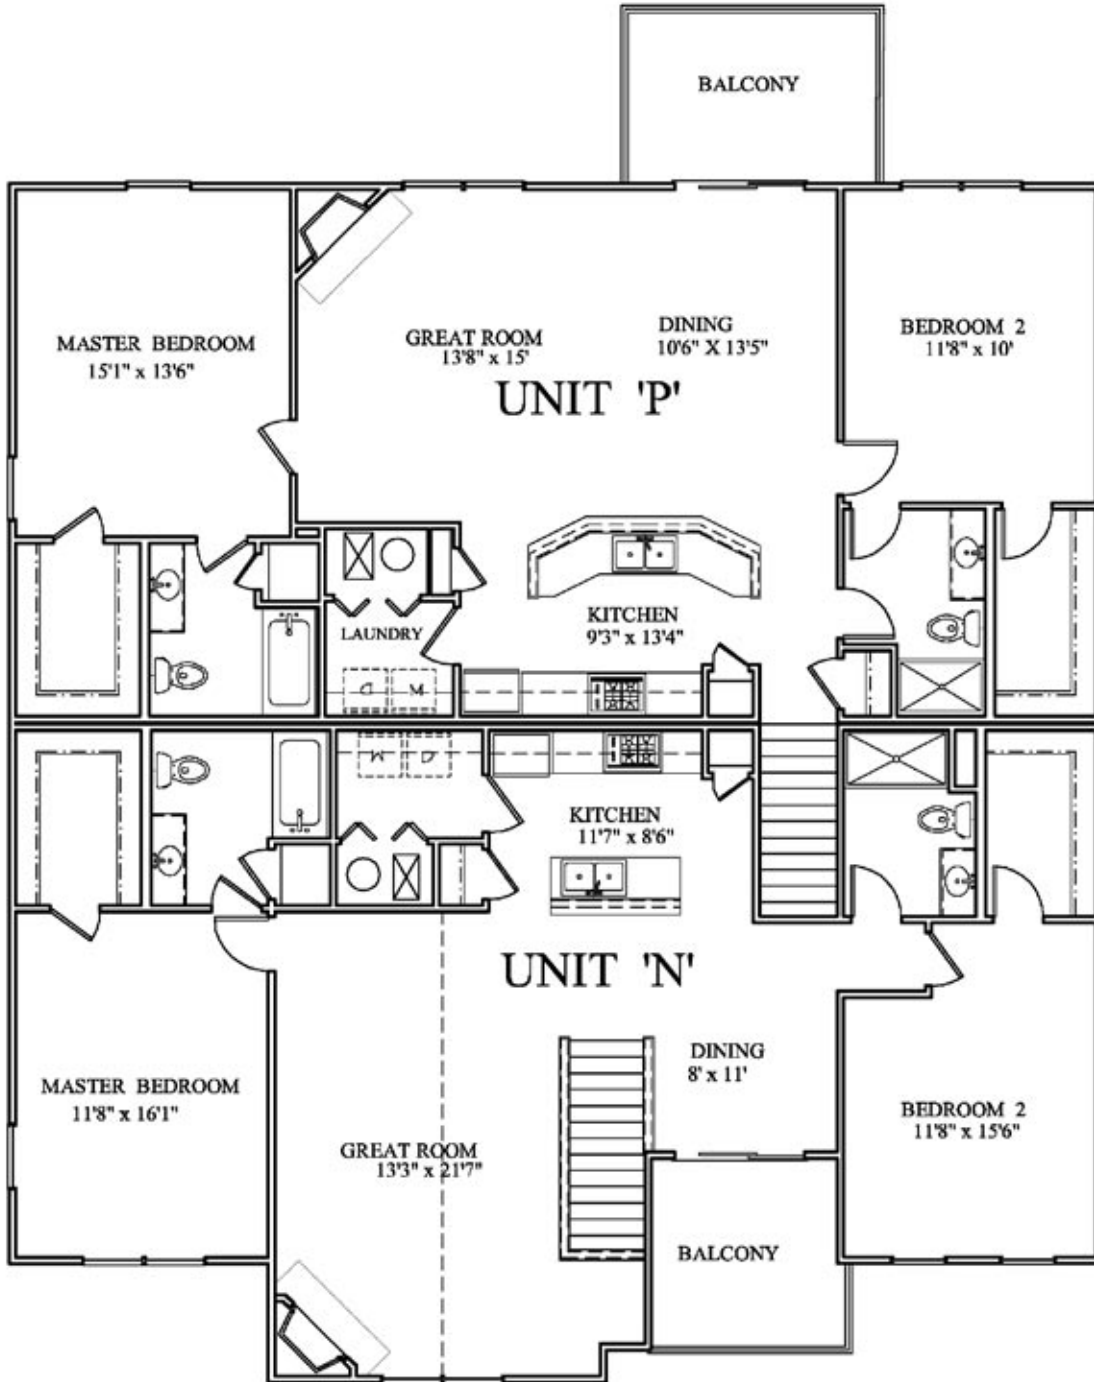 BALCONY
MASTER BEDROOM
15'1" x 13'6"
GREAT ROOM
13'8" x 15'
DINING
10'6" X 13'5"
BEDROOM 2
11'8" x 10'
UNIT 'P'
KITCHEN
9'3" x 13'4"
LAUNDRY
D
M
W
D
KITCHEN
11'7" x 8'6"
UNIT 'N'
DINING
8' x 11'
MASTER BEDROOM
11'8" x 16'1"
GREAT ROOM
13'3" x 21'7"
BEDROOM 2
11'8" x 15'6"
BALCONY